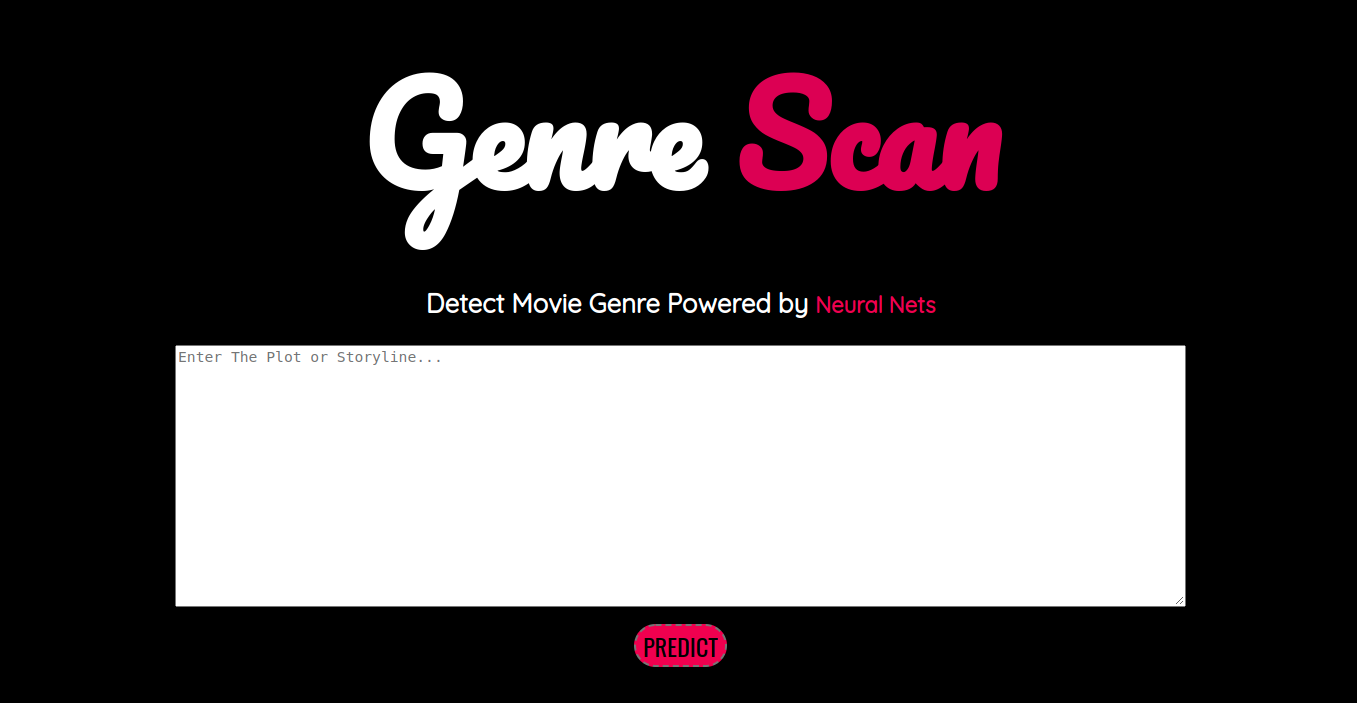 Genre Scan
Detect Movie Genre Powered by Neural Nets
Enter The Plot or Storyline...
PREDICT